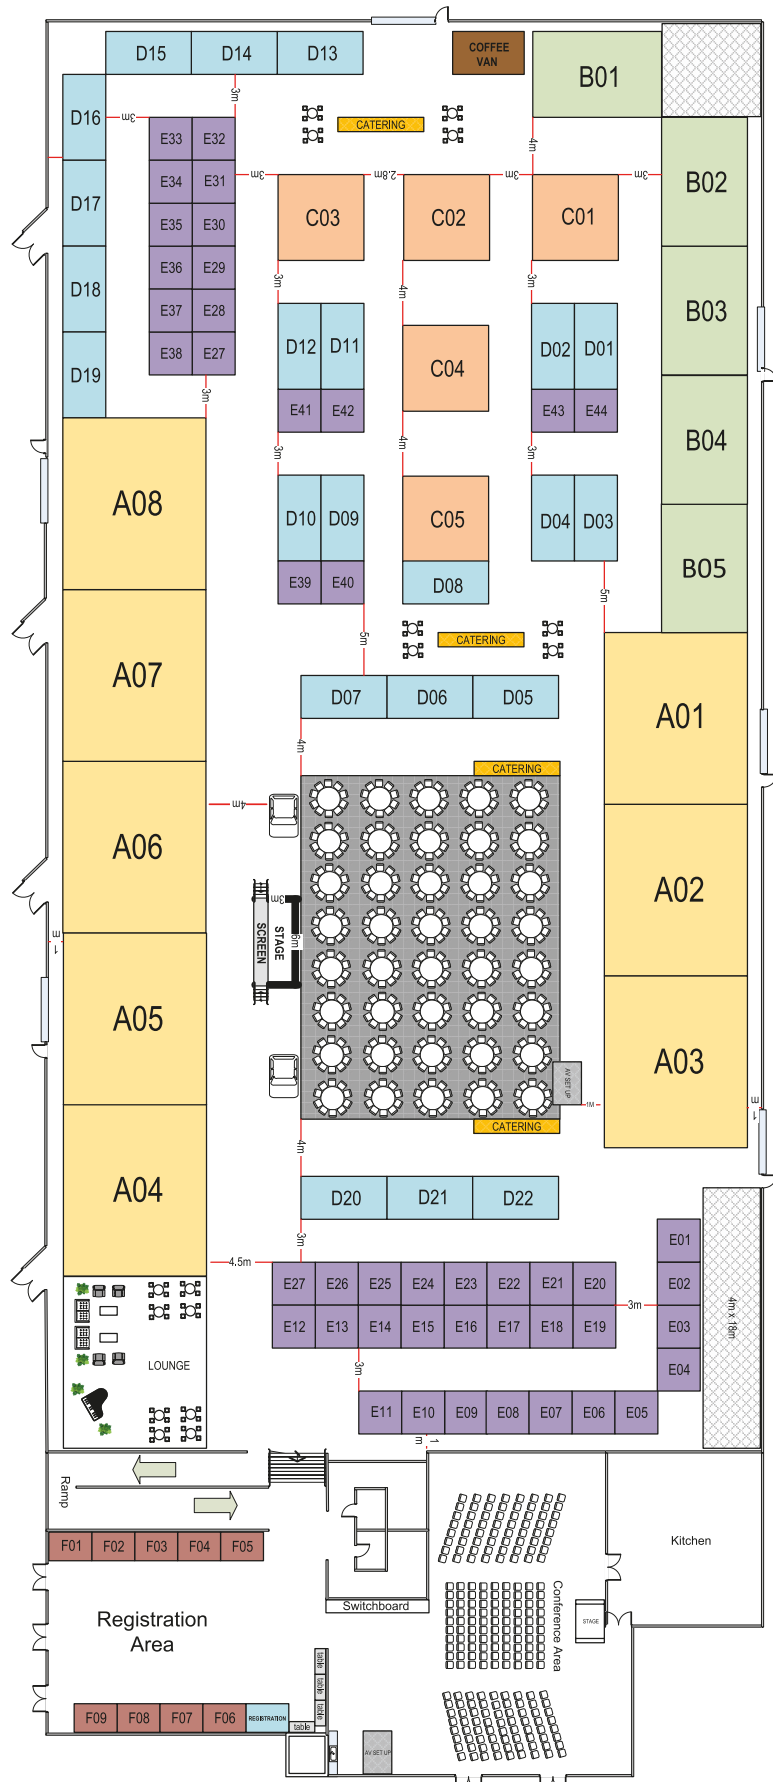 D15 D14 D13
COFFEE
VAN
B01
D16
3m
3m
CATERING
E33 E32
4m
B02
E34 E31
3m
2.8m
3m
3m
D17
C03 C02 C01
E35 E30
E36 E29
D18
3m
4m
3m
B03
E37 E28
D12 D11
D02 D01
E38 E27
D19
C04
3m
E41 E42
E43 E44
B04
3m
4m
3m
A08
D10 D09
C05
D04 D03
B05
E39 E40
D08
5m
5m
CATERING
A07
D07 D06 D05
A01
4m
CATERING
4m
A06
A02
3m
STAGE
SCREEN
9m
1
m
A05
A03
AV SET UP
1M
1
m
CATERING
4m
A04
D20 D21 D22
3m
E01
4.5m
E27 E26 E25 E24 E23 E22 E21 E20
E02
3m
4m x 18m
E12 E13 E14 E15 E16 E17 E18 E19
E03
LOUNGE
3m
E04
E11 E10 E09 E08 E07 E06 E05
1
m
Ramp
F01 F02 F03 F04 F05
Kitchen
Switchboard
Conference Area
STAGE
Registration
Area
table
table
table
F09 F08 F07 F06 REGISTRATION
table
AV SET UP